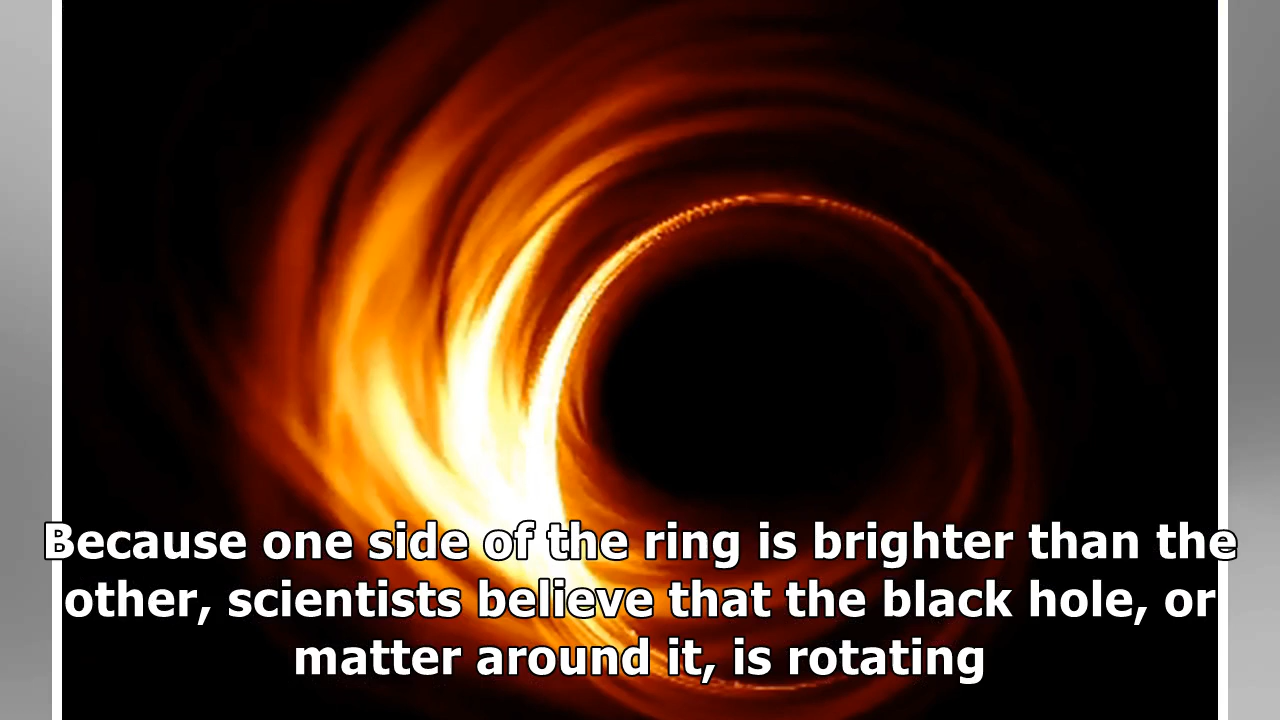 Because one side of the ring is brighter than the
other, scientists believe that the black hole, or
matter around it, is rotating